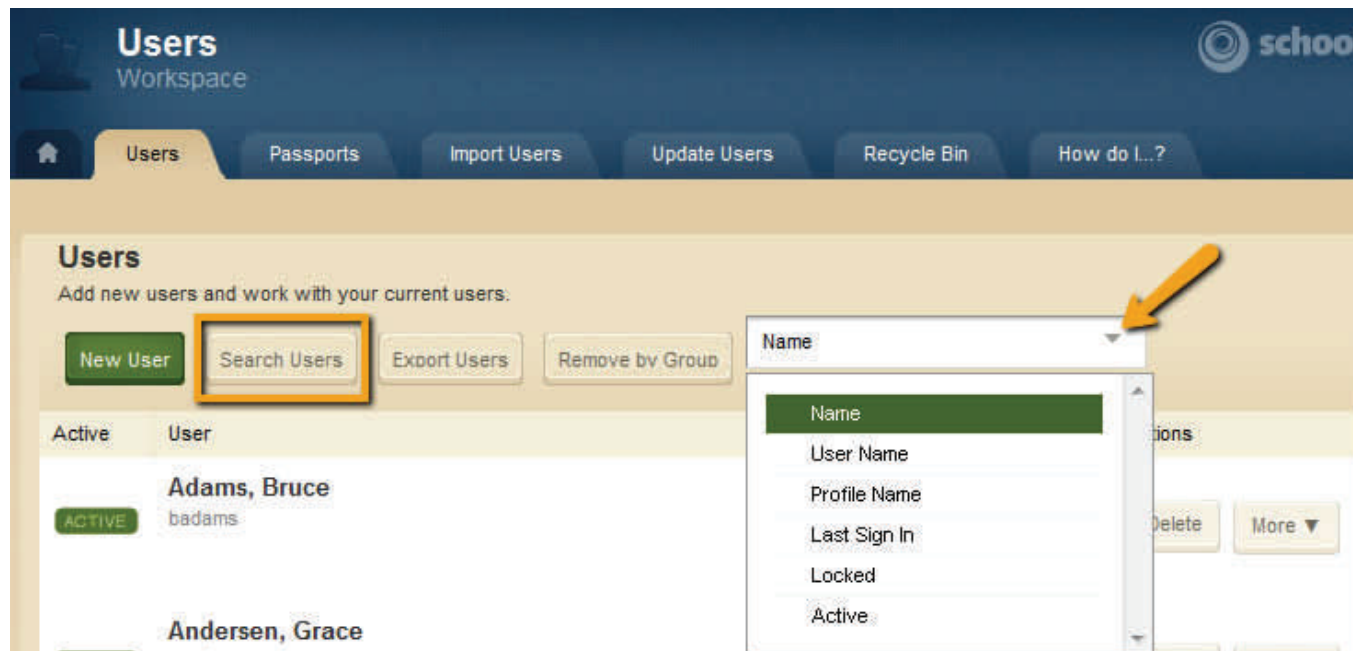 Users
Workspace
schoo
Users Passports Import Users Update Users Recycle Bin How do I...?
Users
Add new users and work with your current users.
New User Search Users Export Users Remove by Group Name
Name
User Name
Profile Name
Last Sign In
Locked
Active
Active User ions
Adams, Bruce
ACTIVE badams Delete More ▼
Andersen, Grace